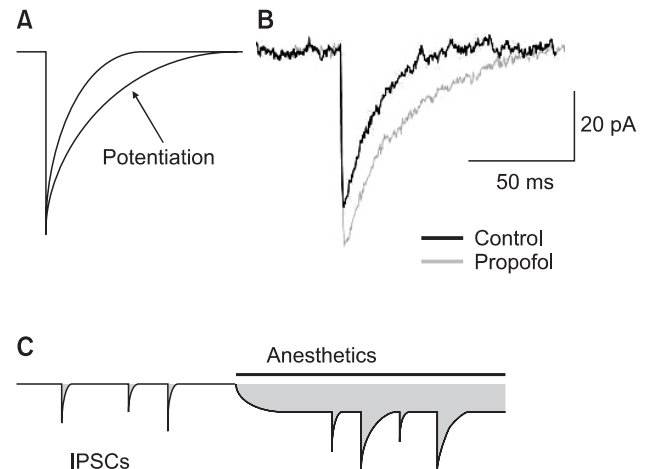 A
Potentiation
B
20 pA
50 ms
Control
Propofol
C
Anesthetics
IPSCs